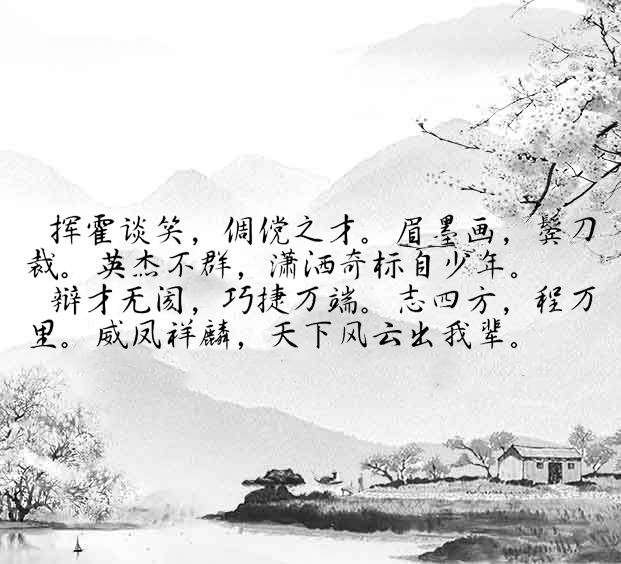 挥霍谈笑，倜傥之才。眉墨画，鬓刀
裁。英杰不群，潇洒奇标自少年。
辩才无阂，巧捷万端。志四方，程万
里。威凤祥麟，天下风云出我辈。